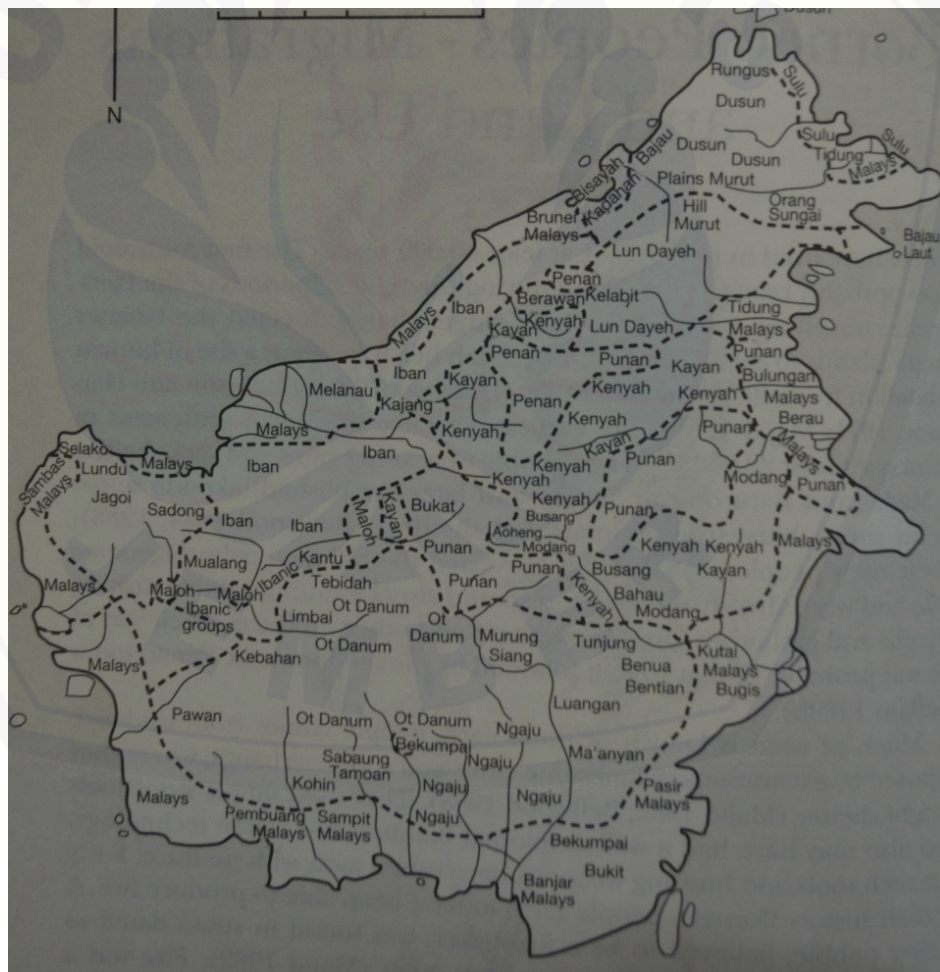 Dusun
Rungus
Sulu
Dusun
Dusun
Sulu
Sulu
Dusun
Tidung
Malays
Bajau
Bisayah
Kadahan
Plains Murut
Orang
Sungai
Hill
Murut
Brunei
Malays
Bajau
Laut
Lun Dayeh
Penan
Berawan
Kelabit
Iban
Malays
Kenyah
Kayan
Lun Dayeh
Tidung
Malays
Penan
Punan
Punan
Iban
Kayan
Kayan
Bulungan
Melanau
Penan
Kenyah
Kenyah
Malays
Kajang
Kenyah
Berau
Malays
Kenyah
Kayan
Punan
Malays
Selako
Lundu
Malays
Iban
Iban
Kenyah
Punan
Sambas
Malays
Jagoi
Kenyah
Modang
Punan
Sadong
Iban
Iban
Maloh
Kayan
Bukat
Kenyah
Busang
Punan
Aoheng
Modang
Kenyah
Kenyah
Malays
Mualang
Kantu
Punan
Ibanic
Tebidah
Punan
Punan
Busang
Kayan
Malays
Maloh
Maloh
Ibanic
groups
Limbai
Ot Danum
Kenyah
Bahau
Modang
Ot
Danum
Ot Danum
Kebahan
Murung
Siang
Tunjung
Kutai
Malays
Bugis
Malays
Benua
Bentian
Pawan
Luangan
Ot Danum
Ot Danum
Ngaju
Bekumpai
Ngaju
Ma'anyan
Sabaung
Tamoan
Kohin
Ngaju
Ngaju
Pasir
Malays
Malays
Pembuang
Malays
Sampit
Malays
Ngaju
Bekumpai
Bukit
Banjar
Malays
N